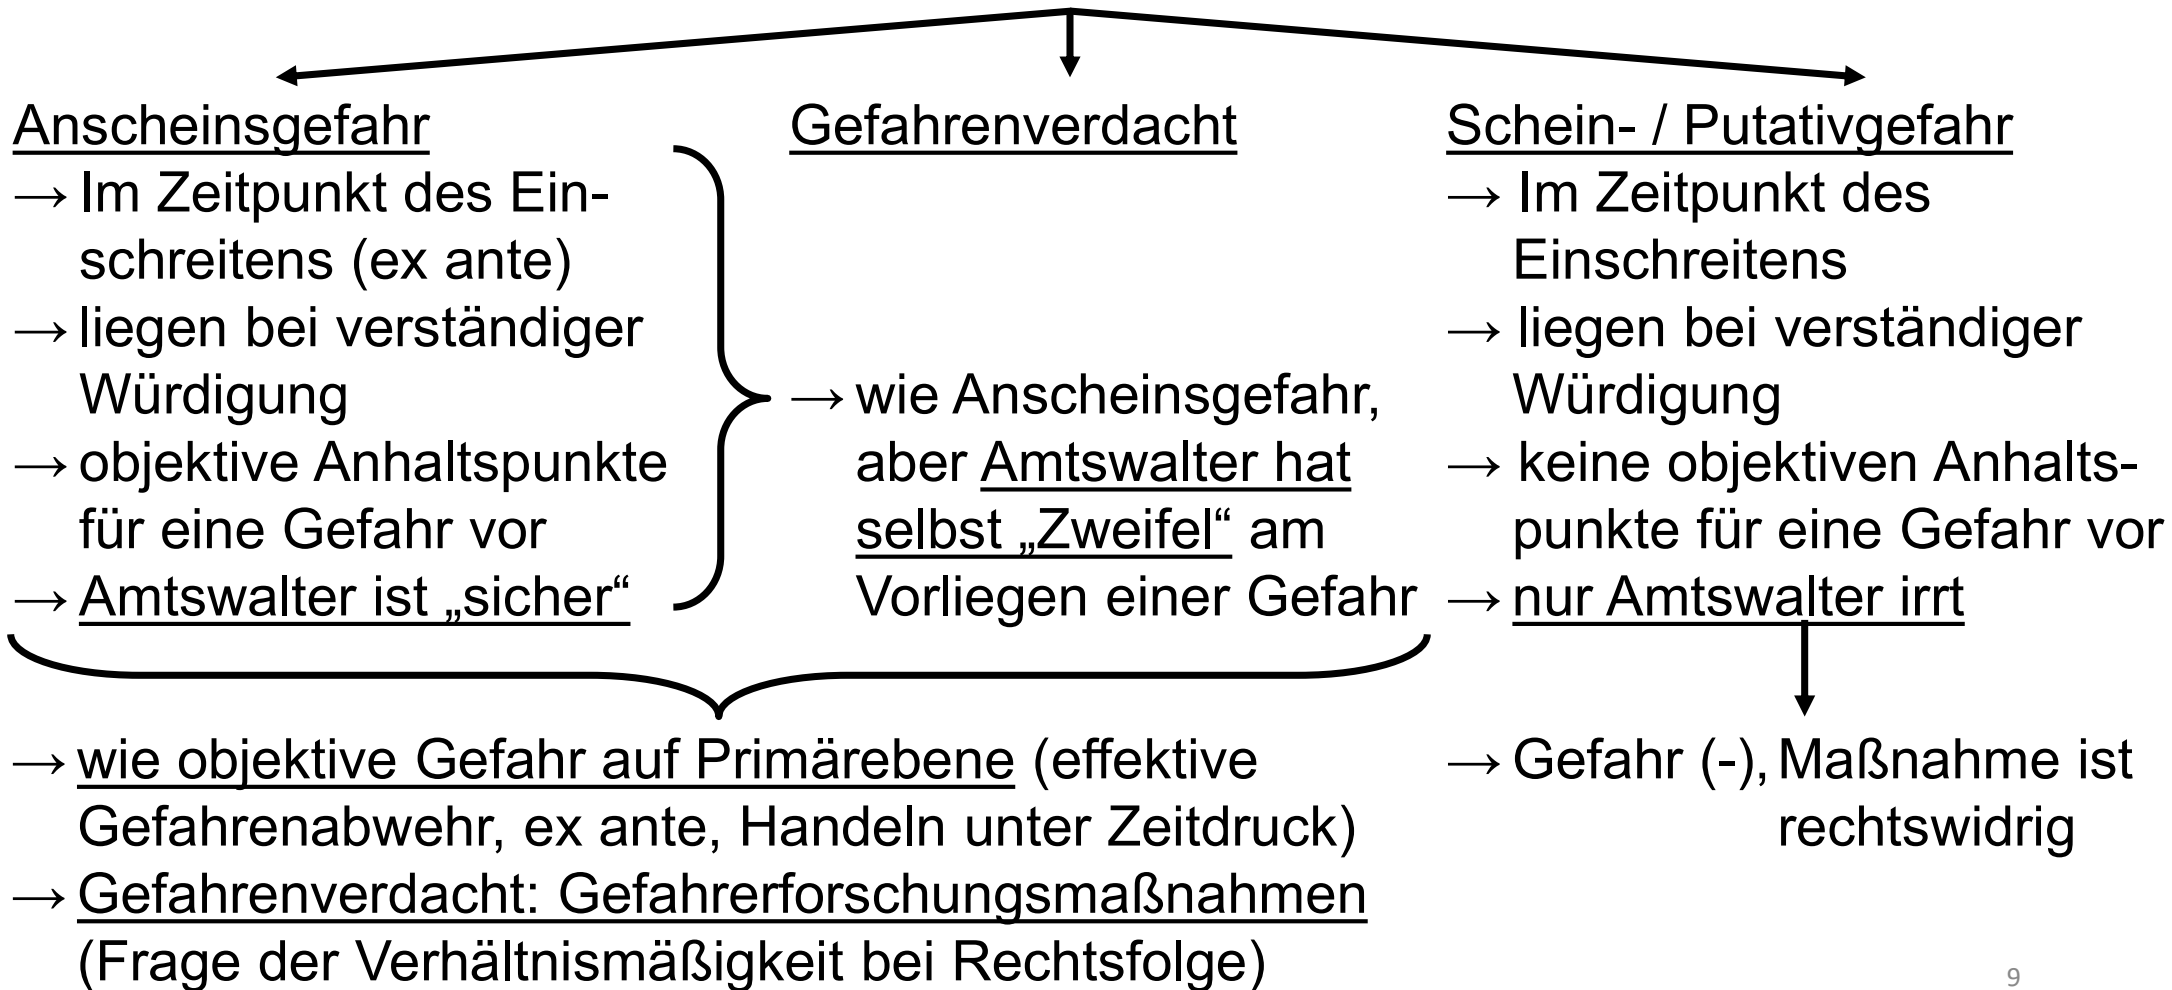 Anscheinsgefahr
→ Im Zeitpunkt des Ein-
schreitens (ex ante)
→ liegen bei verständiger
Würdigung
→ objektive Anhaltspunkte
für eine Gefahr vor
→ Amtswalter ist „sicher“
Gefahrenverdacht
→ wie Anscheinsgefahr,
aber Amtswalter hat
selbst „Zweifel“ am
Vorliegen einer Gefahr
Schein- / Putativgefahr
→ Im Zeitpunkt des
Einschreitens
→ liegen bei verständiger
Würdigung
→ keine objektiven Anhalts-
punkte für eine Gefahr vor
→ nur Amtswalter irrt
→ wie objektive Gefahr auf Primärebene (effektive
Gefahrenabwehr, ex ante, Handeln unter Zeitdruck)
→ Gefahrenverdacht: Gefahrerforschungsmaßnahmen
(Frage der Verhältnismäßigkeit bei Rechtsfolge)
→ Gefahr (-), Maßnahme ist
rechtswidrig
9